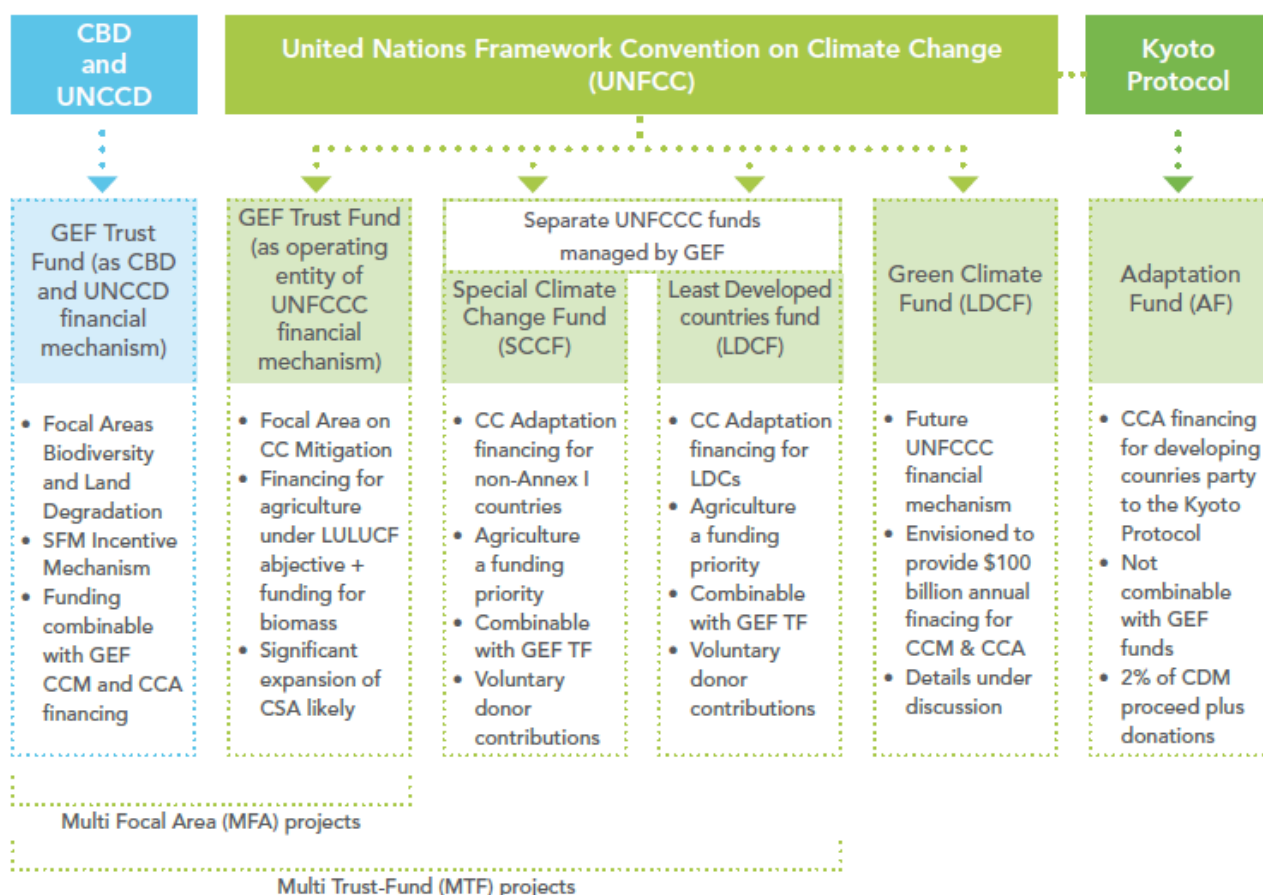 CBD
and
UNCCD
United Nations Framework Convention on Climate Change
(UNFCC)
Kyoto
Protocol
GEF Trust
Fund (as CBD
and UNCCD
financial
mechanism)
GEF Trust Fund
(as operating
entity of
UNFCCC
financial
mechanism)
Separate UNFCCC funds
managed by GEF
Special Climate
Change Fund
(SCCF)
Least Developed
countries fund
(LDCF)
Green Climate
Fund (LDCF)
Adaptation
Fund (AF)
• Focal Areas
Biodiversity
and Land
Degradation
• SFM Incentive
Mechanism
• Funding
combinable
with GEF
CCM and CCA
financing
• Focal Area on
CC Mitigation
• Financing for
agriculture
under LULUCF
abjective +
funding for
biomass
• Significant
expansion of
CSA likely
• CC Adaptation
financing for
non-Annex I
countries
• Agriculture
a funding
priority
• Combinable
with GEF TF
• Voluntary
donor
contributions
• CC Adaptation
financing for
LDCs
• Agriculture
a funding
priority
• Combinable
with GEF TF
• Voluntary
donor
contributions
• Future
UNFCCC
financial
mechanism
• Envisioned to
provide $100
billion annual
finacing for
CCM & CCA
• Details under
discussion
• CCA financing
for developing
counries party
to the Kyoto
Protocol
• Not
combinable
with GEF
funds
• 2% of CDM
proceed plus
donations
Multi Focal Area (MFA) projects
Multi Trust-Fund (MTF) projects